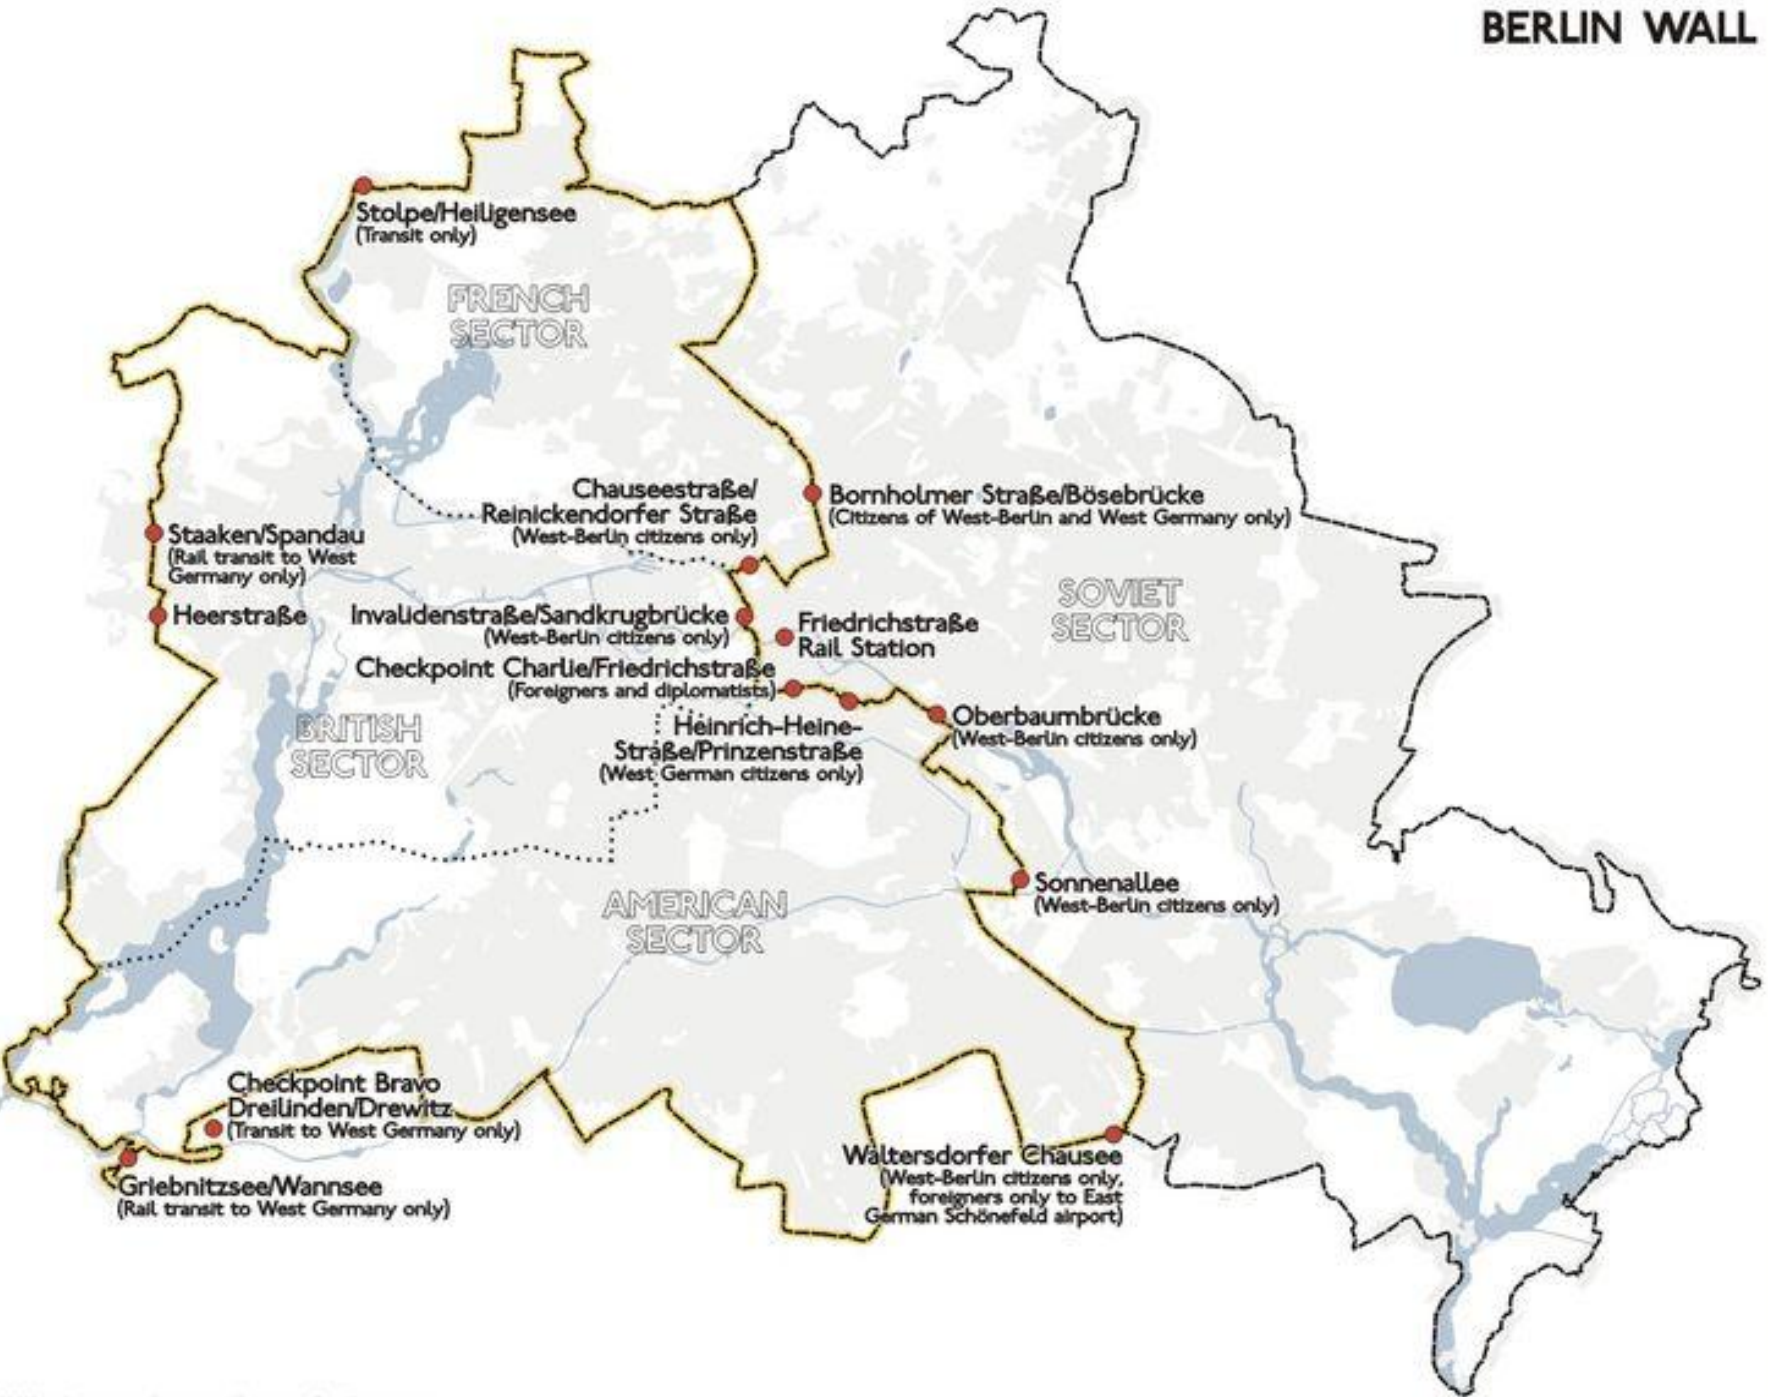 BERLIN WALL
Stolpe/Heiligensee
(Transit only)
FRENCH
SECTOR
Chauseestraße/
Reinickendorfer Straße
(West-Berlin citizens only)
Bornholmer Straße/Bösebrücke
(Citizens of West-Berlin and West Germany only)
Staaken/Spandau
(Rail transit to West
Germany only)
Heerstraße
Invalidenstraße/Sandkrugbrücke
(West-Berlin citizens only)
Friedrichstraße
Rail Station
SOVIET
SECTOR
Checkpoint Charlie/Friedrichstraße
(Foreigners and diplomatists)
Heinrich-Heine-
Straße/Prinzenstraße
(West German citizens only)
Oberbaumbrücke
(West-Berlin citizens only)
BRITISH
SECTOR
AMERICAN
SECTOR
Sonnenallee
(West-Berlin citizens only)
Checkpoint Bravo
Dreilinden/Drewitz
(Transit to West Germany only)
Griebnitzsee/Wannsee
(Rail transit to West Germany only)
Waltersdorfer Chausee
(West-Berlin citizens only,
foreigners only to East
German Schönefeld airport)